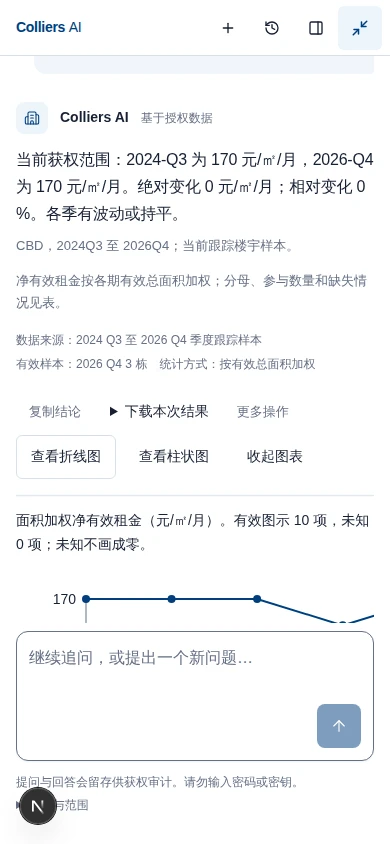 Colliers AI
Colliers AI 基于授权数据
当前获权范围：2024-Q3 为 170 元/㎡/月，2026-Q4
为 170 元/㎡/月。绝对变化 0 元/㎡/月；相对变化 0
%。各季有波动或持平。
CBD，2024Q3 至 2026Q4；当前跟踪楼宇样本。
净有效租金按各期有效总面积加权；分母、参与数量和缺失情
况见表。
数据来源：2024 Q3 至 2026 Q4 季度跟踪样本
有效样本：2026 Q4 3 栋 统计方式：按有效总面积加权
复制结论 ▶ 下载本次结果 更多操作
查看折线图 查看柱状图 收起图表
面积加权净有效租金（元/㎡/月）。有效图示 10 项，未知
0 项；未知不画成零。
170
继续追问，或提出一个新问题…
提问与回答会留存供获权审计。请勿输入密码或密钥。
N 与范围